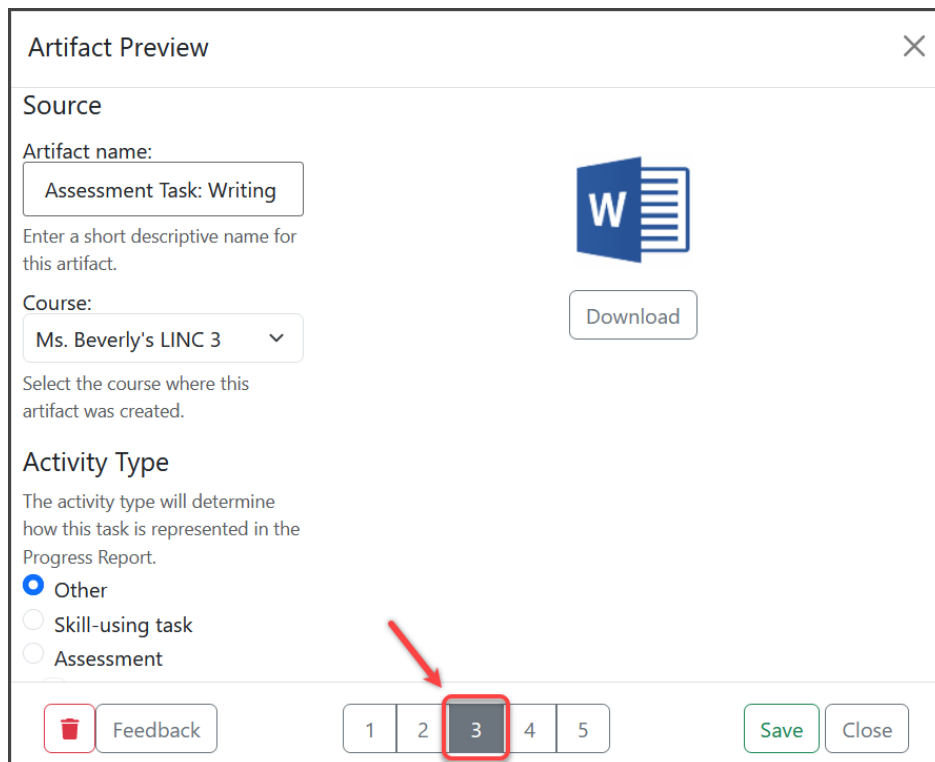 Artifact Preview
Source
Artifact name:
Assessment Task: Writing
Enter a short descriptive name for
this artifact.
Course:
Ms. Beverly's LINC 3
Select the course where this
artifact was created.
Activity Type
The activity type will determine
how this task is represented in the
Progress Report.
Other
Skill-using task
Assessment
W
Download
Feedback
1 2 3 4 5
Save
Close